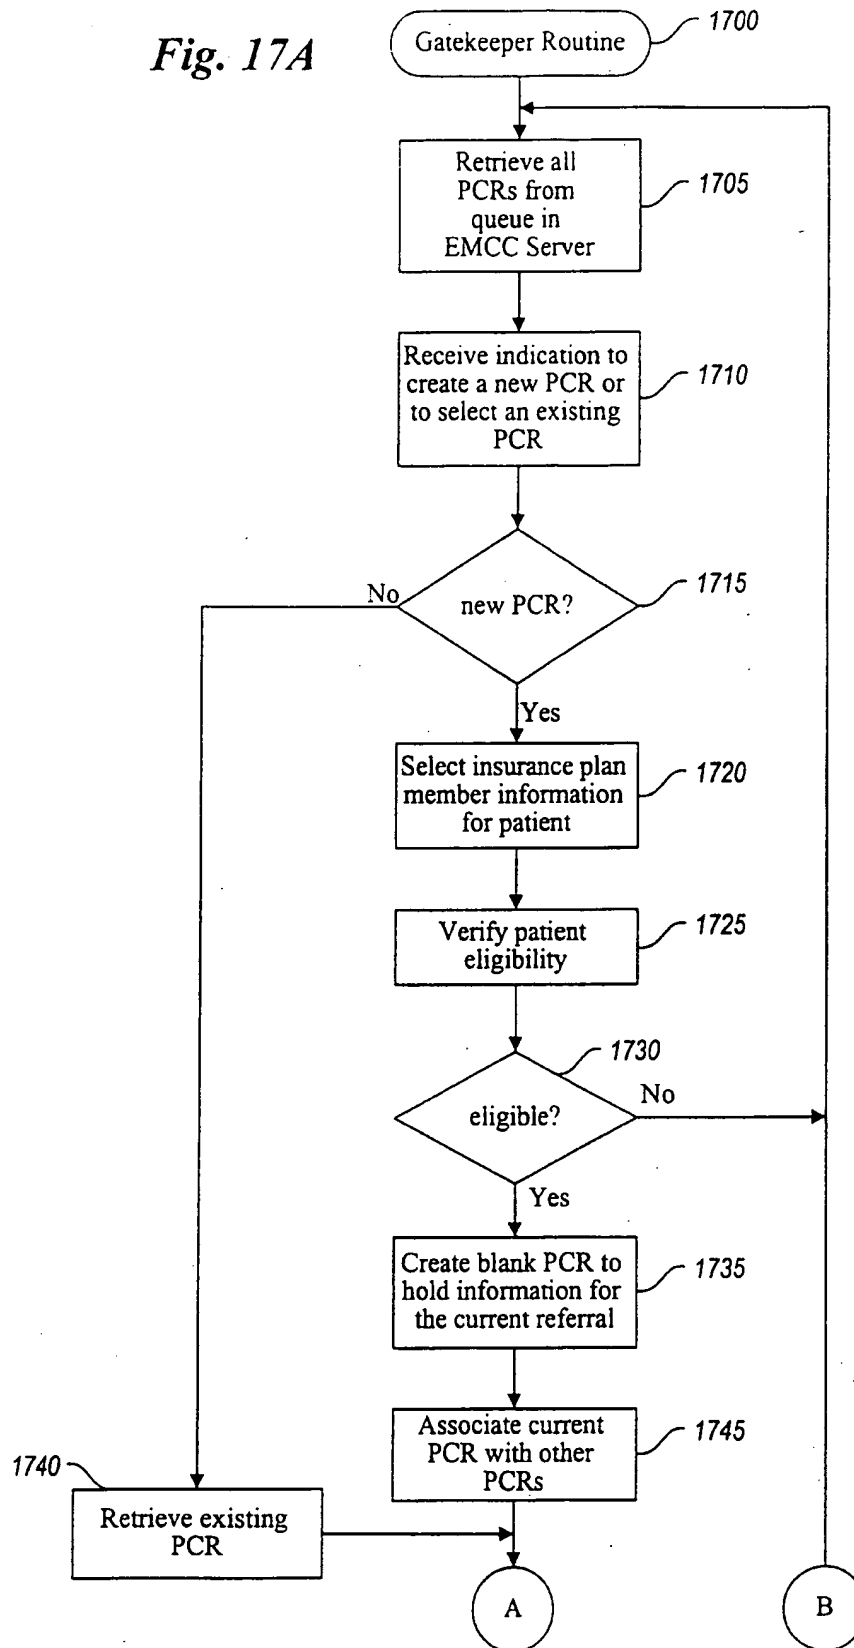 Fig. 17A
Gatekeeper Routine
1700
Retrieve all
PCRs from
queue in
EMCC Server
1705
Receive indication to
create a new PCR or
to select an existing
PCR
1710
No
new PCR?
1715
Yes
Select insurance plan
member information
for patient
1720
Verify patient
eligibility
1725
1730
eligible?
No
Yes
Create blank PCR to
hold information for
the current referral
1735
Associate current
PCR with other
PCRs
1745
1740
Retrieve existing
PCR
A
B